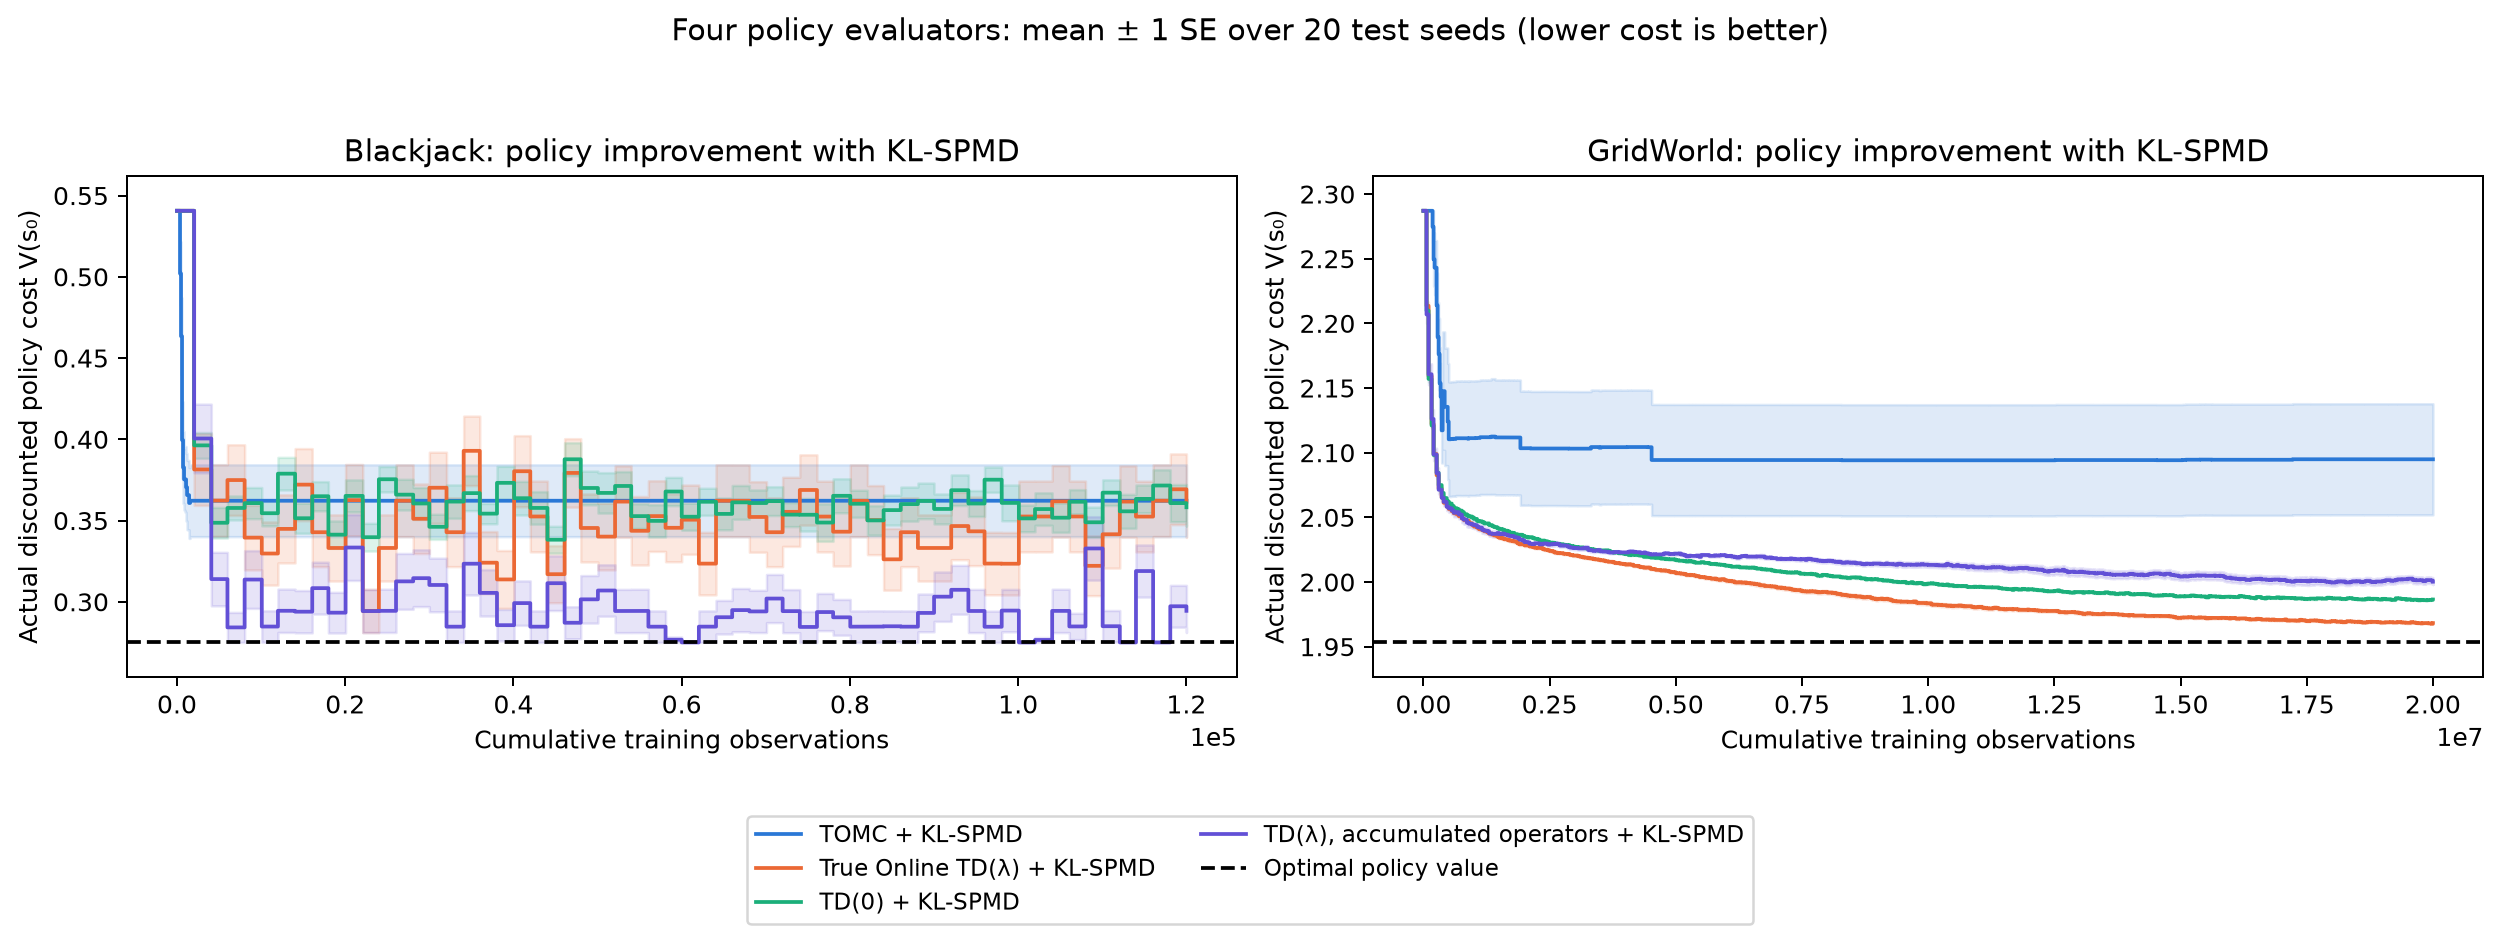 Four policy evaluators: mean ± 1 SE over 20 test seeds (lower cost is better)
Blackjack: policy improvement with KL-SPMD
Actual discounted policy cost V(s₀)
0.55
0.50
0.45
0.40
0.35
0.30
0.0 0.2 0.4 0.6 0.8 1.0 1.2
1e5
Cumulative training observations
GridWorld: policy improvement with KL-SPMD
Actual discounted policy cost V(s₀)
2.30
2.25
2.20
2.15
2.10
2.05
2.00
1.95
0.00 0.25 0.50 0.75 1.00 1.25 1.50 1.75 2.00
1e7
Cumulative training observations
TOMC + KL-SPMD
True Online TD(λ) + KL-SPMD
TD(0) + KL-SPMD
TD(λ), accumulated operators + KL-SPMD
Optimal policy value